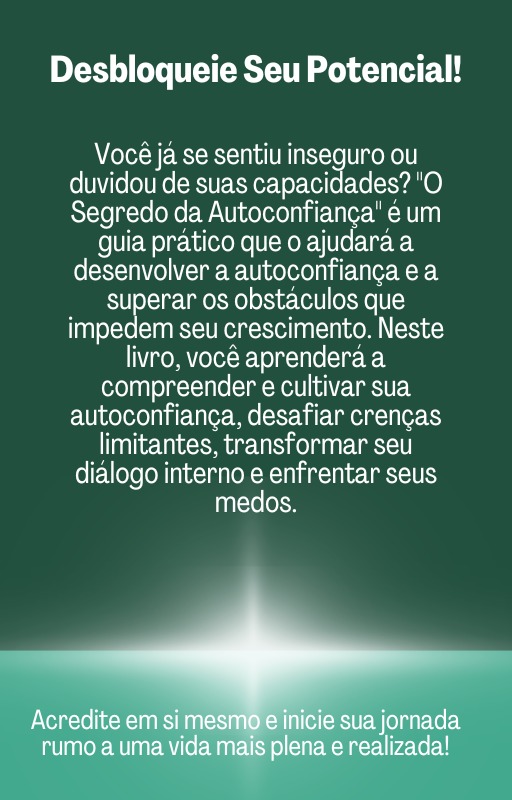 Desbloqueie Seu Potencial!
Você já se sentiu inseguro ou
duvidou de suas capacidades? "O
Segredo da Autoconfiança" é um
guia prático que o ajudará a
desenvolver a autoconfiança e a
superar os obstáculos que
impedem seu crescimento. Neste
livro, você aprenderá a
compreender e cultivar sua
autoconfiança, desafiar crenças
limitantes, transformar seu
diálogo interno e enfrentar seus
medos.
Acredite em si mesmo e inicie sua jornada
rumo a uma vida mais plena e realizada!